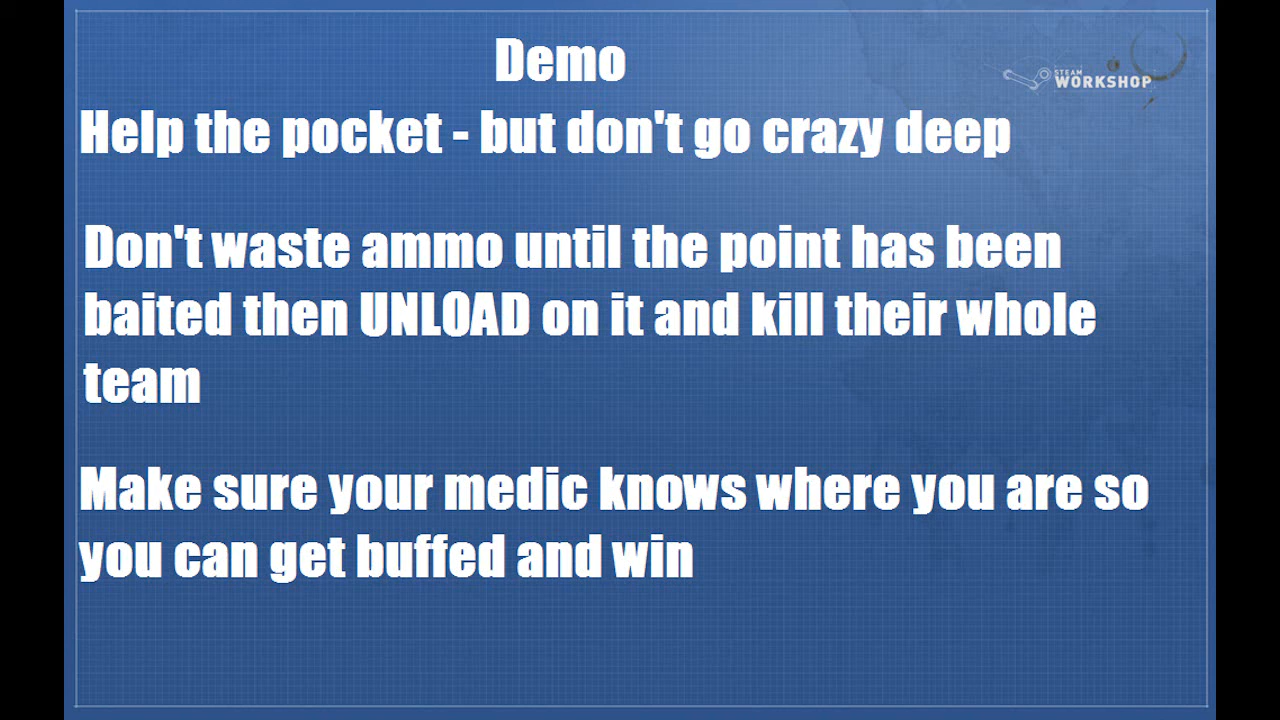 Demo
STEAM
WORKSHOP
Help the pocket - but don't go crazy deep
Don't waste ammo until the point has been
baited then UNLOAD on it and kill their whole
team
Make sure your medic knows where you are so
you can get buffed and win